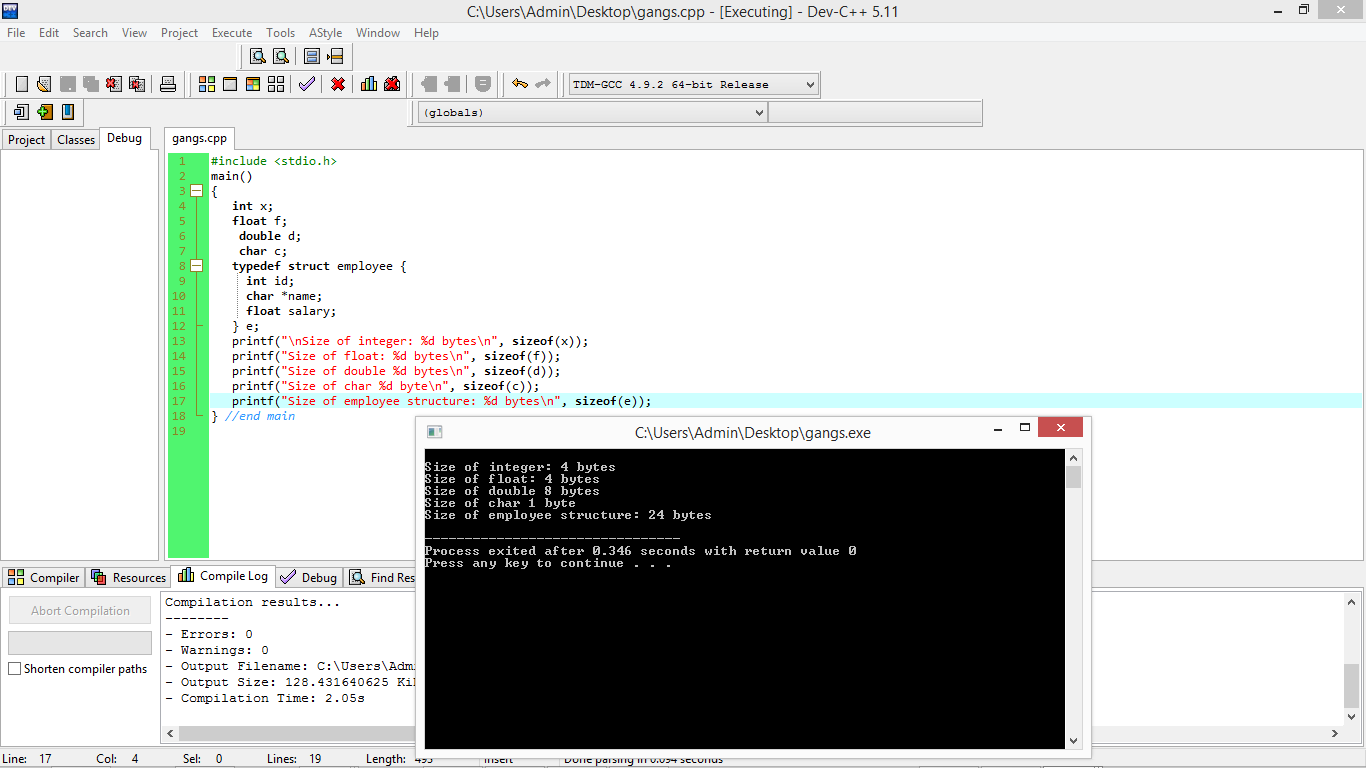 C:\Users\Admin\Desktop\gangs.cpp - [Executing] - Dev-C++ 5.11
File Edit Search View Project Execute Tools AStyle Window Help
TDM-GCC 4.9.2 64-bit Release
(globals)
Project Classes Debug
gangs.cpp
1 #include <stdio.h>
2 main()
3 {
4 int x;
5 float f;
6 double d;
7 char c;
8 typedef struct employee {
9 int id;
10 char *name;
11 float salary;
12 } e;
13 printf("\nSize of integer: %d bytes\n", sizeof(x));
14 printf("Size of float: %d bytes\n", sizeof(f));
15 printf("Size of double %d bytes\n", sizeof(d));
16 printf("Size of char %d byte\n", sizeof(c));
17 printf("Size of employee structure: %d bytes\n", sizeof(e));
18 } //end main
19
C:\Users\Admin\Desktop\gangs.exe
Size of integer: 4 bytes
Size of float: 4 bytes
Size of double 8 bytes
Size of char 1 byte
Size of employee structure: 24 bytes
--------------------------------
Process exited after 0.346 seconds with return value 0
Press any key to continue . . .
Compiler Resources Compile Log Debug Find Res
Abort Compilation
Shorten compiler paths
Compilation results...
--------
- Errors: 0
- Warnings: 0
- Output Filename: C:\Users\Adm
- Output Size: 128.431640625 Ki
- Compilation Time: 2.05s
Line: 17 Col: 4 Sel: 0 Lines: 19 Length: Insert Done parsing in 0.094 seconds